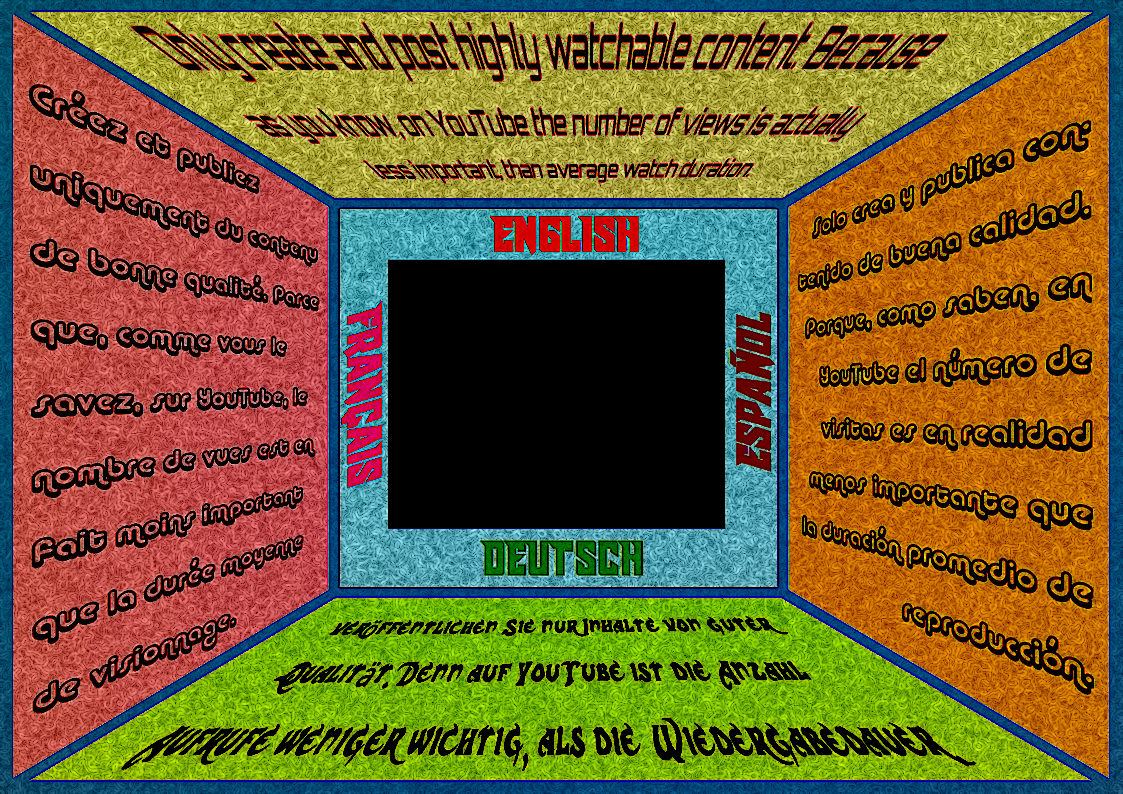 Only create and post highly watchable content. Because
as you know, on YouTube the number of views is actually
less important, than average watch duration.
ENGLISH
Créez et publiez
uniquement du contenu
de bonne qualité. Parce
que, comme vous le
savez, sur YouTube, le
nombre de vues est en
fait moins important
que la durée moyenne
de visionnage.
FRANÇAIS
ESPAÑOL
Solo crea y publica con-
tenido de buena calidad.
Porque, como saben, en
YouTube el número de
visitas es en realidad
menos importante que
la duración promedio de
reproducción.
DEUTSCH
Veröffentlichen Sie nur Inhalte von guter
Qualität. Denn auf YouTube ist die Anzahl
Aufrufe weniger wichtig, als die Wiedergabedauer